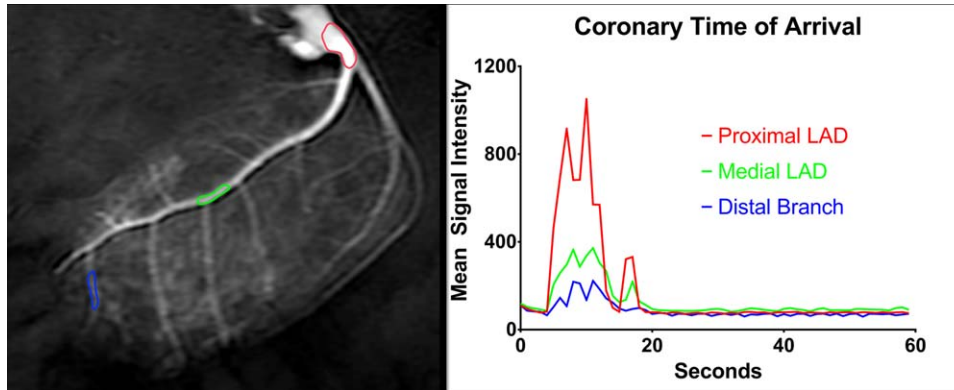 Coronary Time of Arrival
Mean Signal Intensity
1200
800
400
0
Proximal LAD
Medial LAD
Distal Branch
0
20
40
60
Seconds